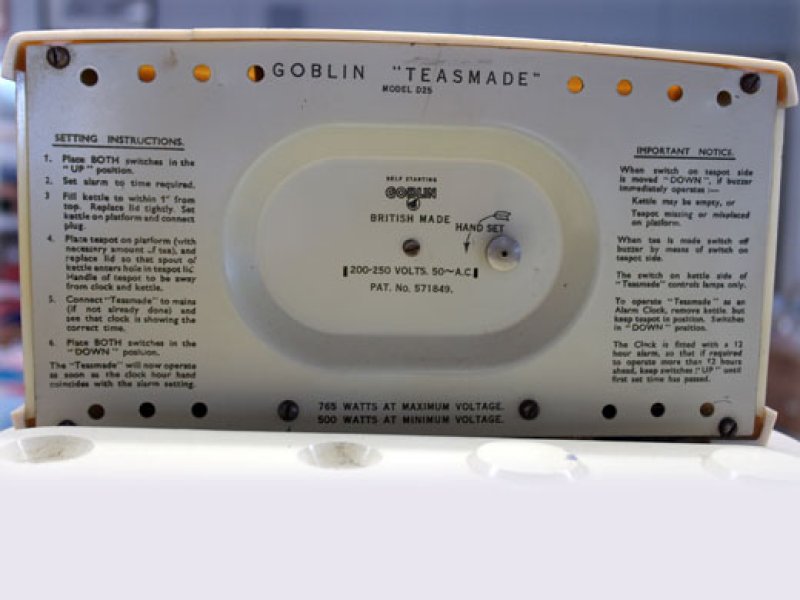 GOBLIN "TEASMADE"
MODEL D25
SETTING INSTRUCTIONS.
1. Place BOTH switches in the
"UP" position.
2. Set alarm to time required.
3 Fill kettle to within 1" from
top. Replace lid tightly. Set
kettle on platform and connect
plug.
4. Place teapot on platform (with
necessary amount of tea), and
replace lid so that spout of
kettle enters hole in teapot lid
Handle of teapot to be away
from clock and kettle.
5. Connect "Teasmade" to mains
(if not already done) and
see that clock is showing the
correct time.
6. Place BOTH switches in the
"DOWN" position.
The "Teasmade" will now operate
as soon as the clock hour hand
coincides with the alarm setting.
SELF STARTING
GOBLIN
BRITISH MADE
HAND SET
200-250 VOLTS. 50~A.C
PAT. No. 571849.
765 WATTS AT MAXIMUM VOLTAGE.
500 WATTS AT MINIMUM VOLTAGE.
IMPORTANT NOTICE.
When switch on teapot side
is moved "DOWN", if buzzer
immediately operates :—
Kettle may be empty, or
Teapot missing or misplaced
on platform.
When tea is made switch off
buzzer by means of switch on
teapot side.
The switch on kettle side of
"Teasmade" controls lamps only.
To operate "Teasmade" as an
Alarm Clock, remove kettle, but
keep teapot in position. Switches
in "DOWN" position.
The Clock is fitted with a 12
hour alarm, so that if required
to operate more than 12 hours
ahead, keep switches "UP" until
first set time has passed.